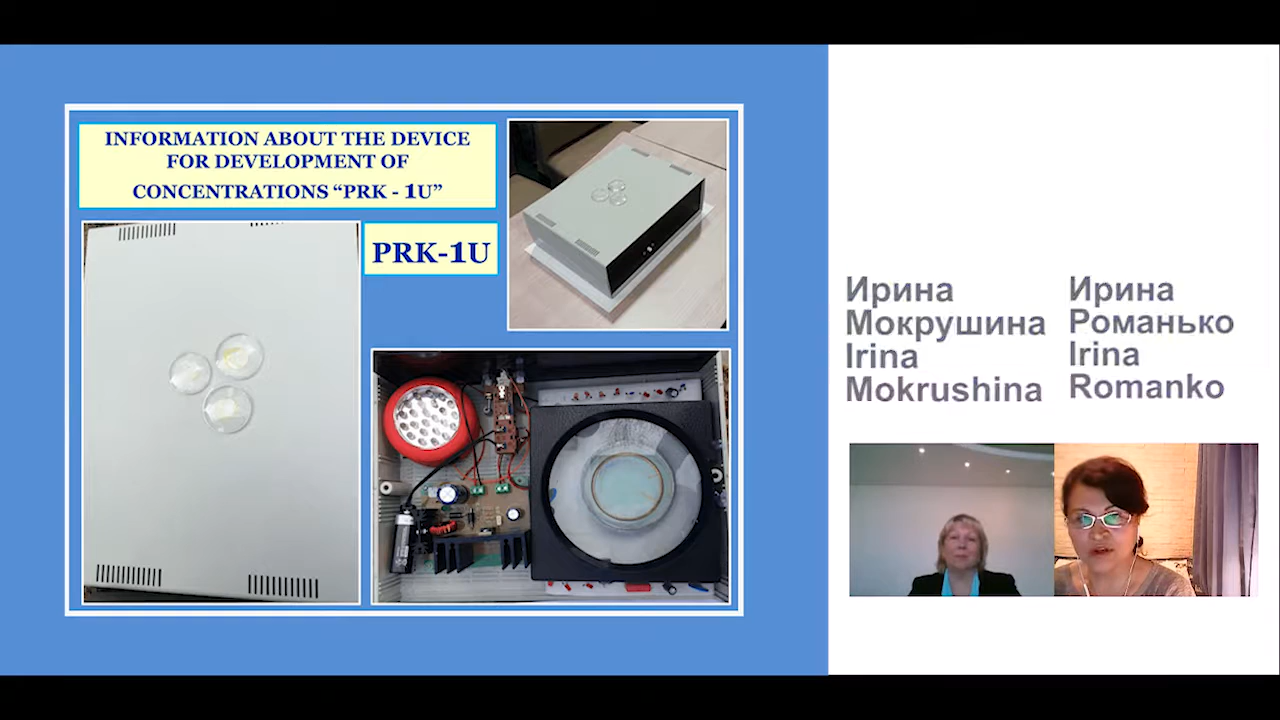 INFORMATION ABOUT THE DEVICE
FOR DEVELOPMENT OF
CONCENTRATIONS “PRK - 1U”
PRK-1U
Ирина
Мокрушина
Irina
Mokrushina
Ирина
Романько
Irina
Romanko